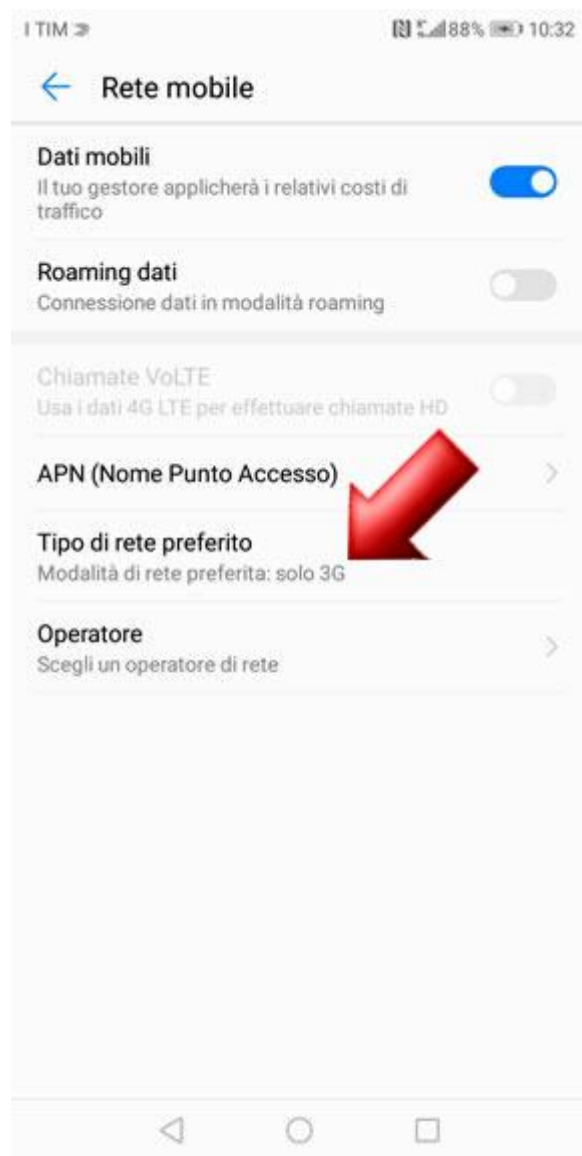 I TIM
88% 10:32
Rete mobile
Dati mobili
Il tuo gestore applicherà i relativi costi di
traffico
Roaming dati
Connessione dati in modalità roaming
Chiamate VoLTE
Usa i dati 4G LTE per effettuare chiamate HD
APN (Nome Punto Accesso)
Tipo di rete preferito
Modalità di rete preferita: solo 3G
Operatore
Scegli un operatore di rete